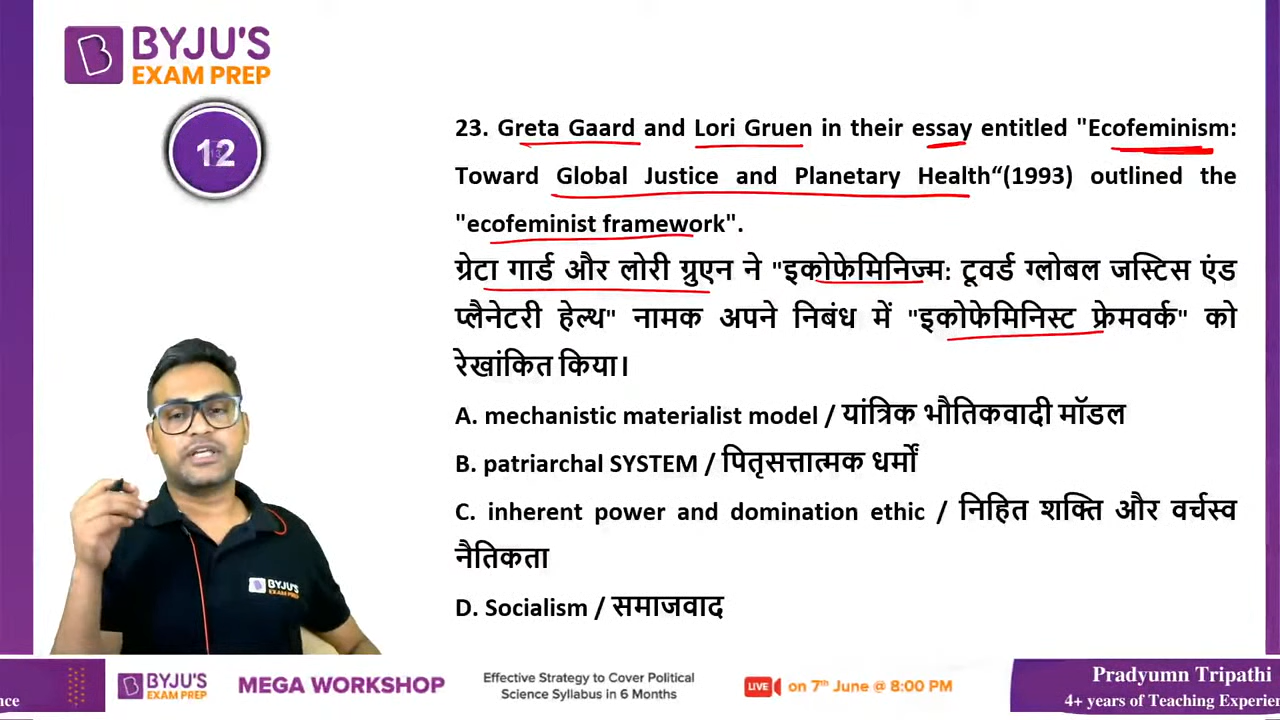 BYJU'S
EXAM PREP
12
23. Greta Gaard and Lori Gruen in their essay entitled "Ecofeminism:
Toward Global Justice and Planetary Health“(1993) outlined the
"ecofeminist framework".
ग्रेटा गार्ड और लोरी ग्रुएन ने "इकोफेमिनिज्म: टूवर्ड ग्लोबल जस्टिस एंड
प्लैनेटरी हेल्थ" नामक अपने निबंध में "इकोफेमिनिस्ट फ्रेमवर्क" को
रेखांकित किया।
A. mechanistic materialist model / यांत्रिक भौतिकवादी मॉडल
B. patriarchal SYSTEM / पितृसत्तात्मक धर्मों
C. inherent power and domination ethic / निहित शक्ति और वर्चस्व
नैतिकता
D. Socialism / समाजवाद
BYJU'S
EXAM PREP
nce
BYJU'S
EXAM PREP
MEGA WORKSHOP
Effective Strategy to Cover Political
Science Syllabus in 6 Months
LIVE on 7th June @ 8:00 PM
Pradyumn Tripathi
4+ years of Teaching Experien